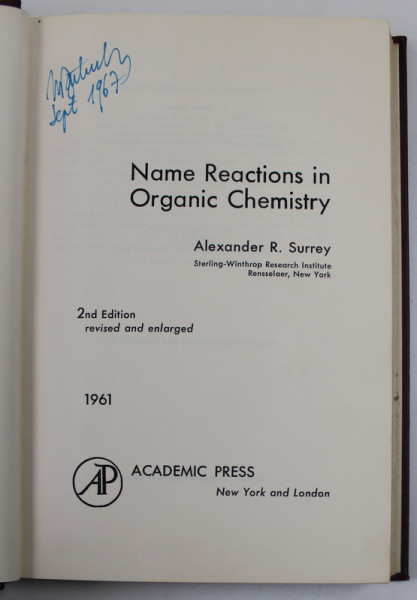 Sept 1967
Name Reactions in
Organic Chemistry
Alexander R. Surrey
Sterling-Winthrop Research Institute
Rensselaer, New York
2nd Edition
revised and enlarged
1961
AP
ACADEMIC PRESS
New York and London